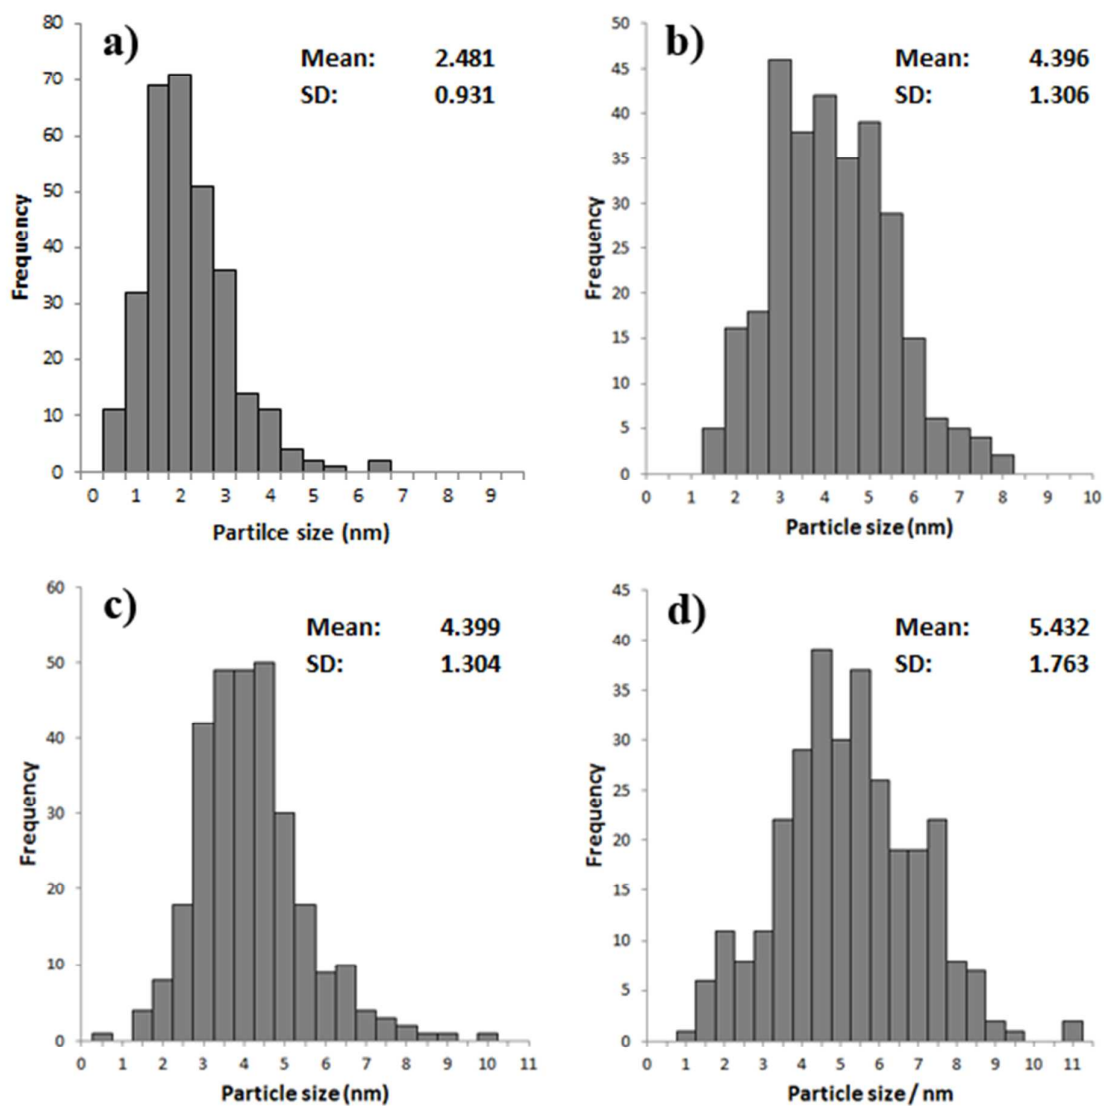 a)
Mean: 2.481
SD: 0.931
80
70
60
50
40
30
20
10
0
Frequency
0 1 2 3 4 5 6 7 8 9
Partilce size (nm)
b)
Mean: 4.396
SD: 1.306
50
45
40
35
30
25
20
15
10
5
0
Frequency
0 1 2 3 4 5 6 7 8 9 10
Particle size (nm)
c)
Mean: 4.399
SD: 1.304
60
50
40
30
20
10
0
Frequency
0 1 2 3 4 5 6 7 8 9 10 11
Particle size (nm)
d)
Mean: 5.432
SD: 1.763
45
40
35
30
25
20
15
10
5
0
Frequency
0 1 2 3 4 5 6 7 8 9 10 11
Particle size / nm